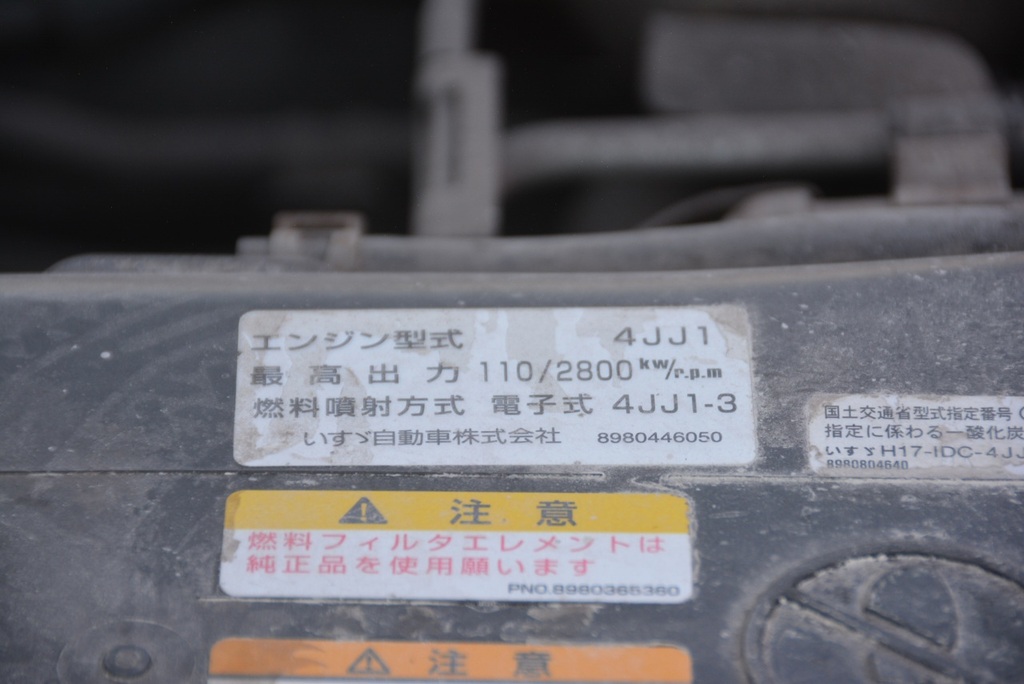 エンジン型式 4JJ1
最高出力 110/2800kW/r.p.m
燃料噴射方式 電子式 4JJ1-3
いすゞ自動車株式会社 8980446050
国土交通省型式指定番号(
指定に係わる一酸化炭
いすゞH17-IDC-4JJ
8980804640
注意
燃料フィルタエレメントは
純正品を使用願います
PNO.8980365360
注意